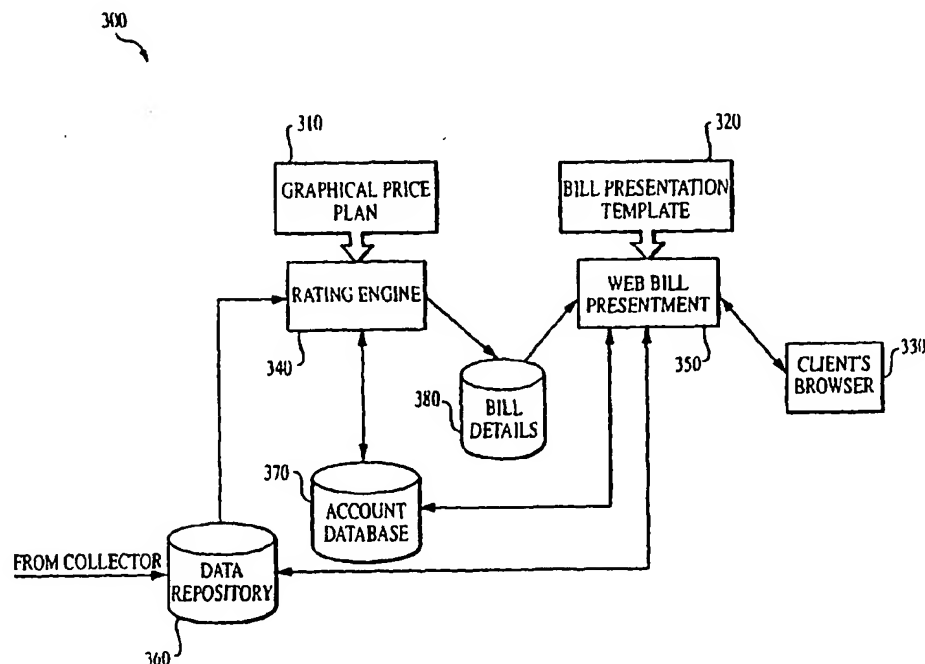 300
310
320
GRAPHICAL PRICE
PLAN
BILL PRESENTATION
TEMPLATE
RATING ENGINE
WEB BILL
PRESENTMENT
340
350
330
CLIENT'S
BROWSER
380
BILL
DETAILS
370
ACCOUNT
DATABASE
FROM COLLECTOR
DATA
REPOSITORY
360